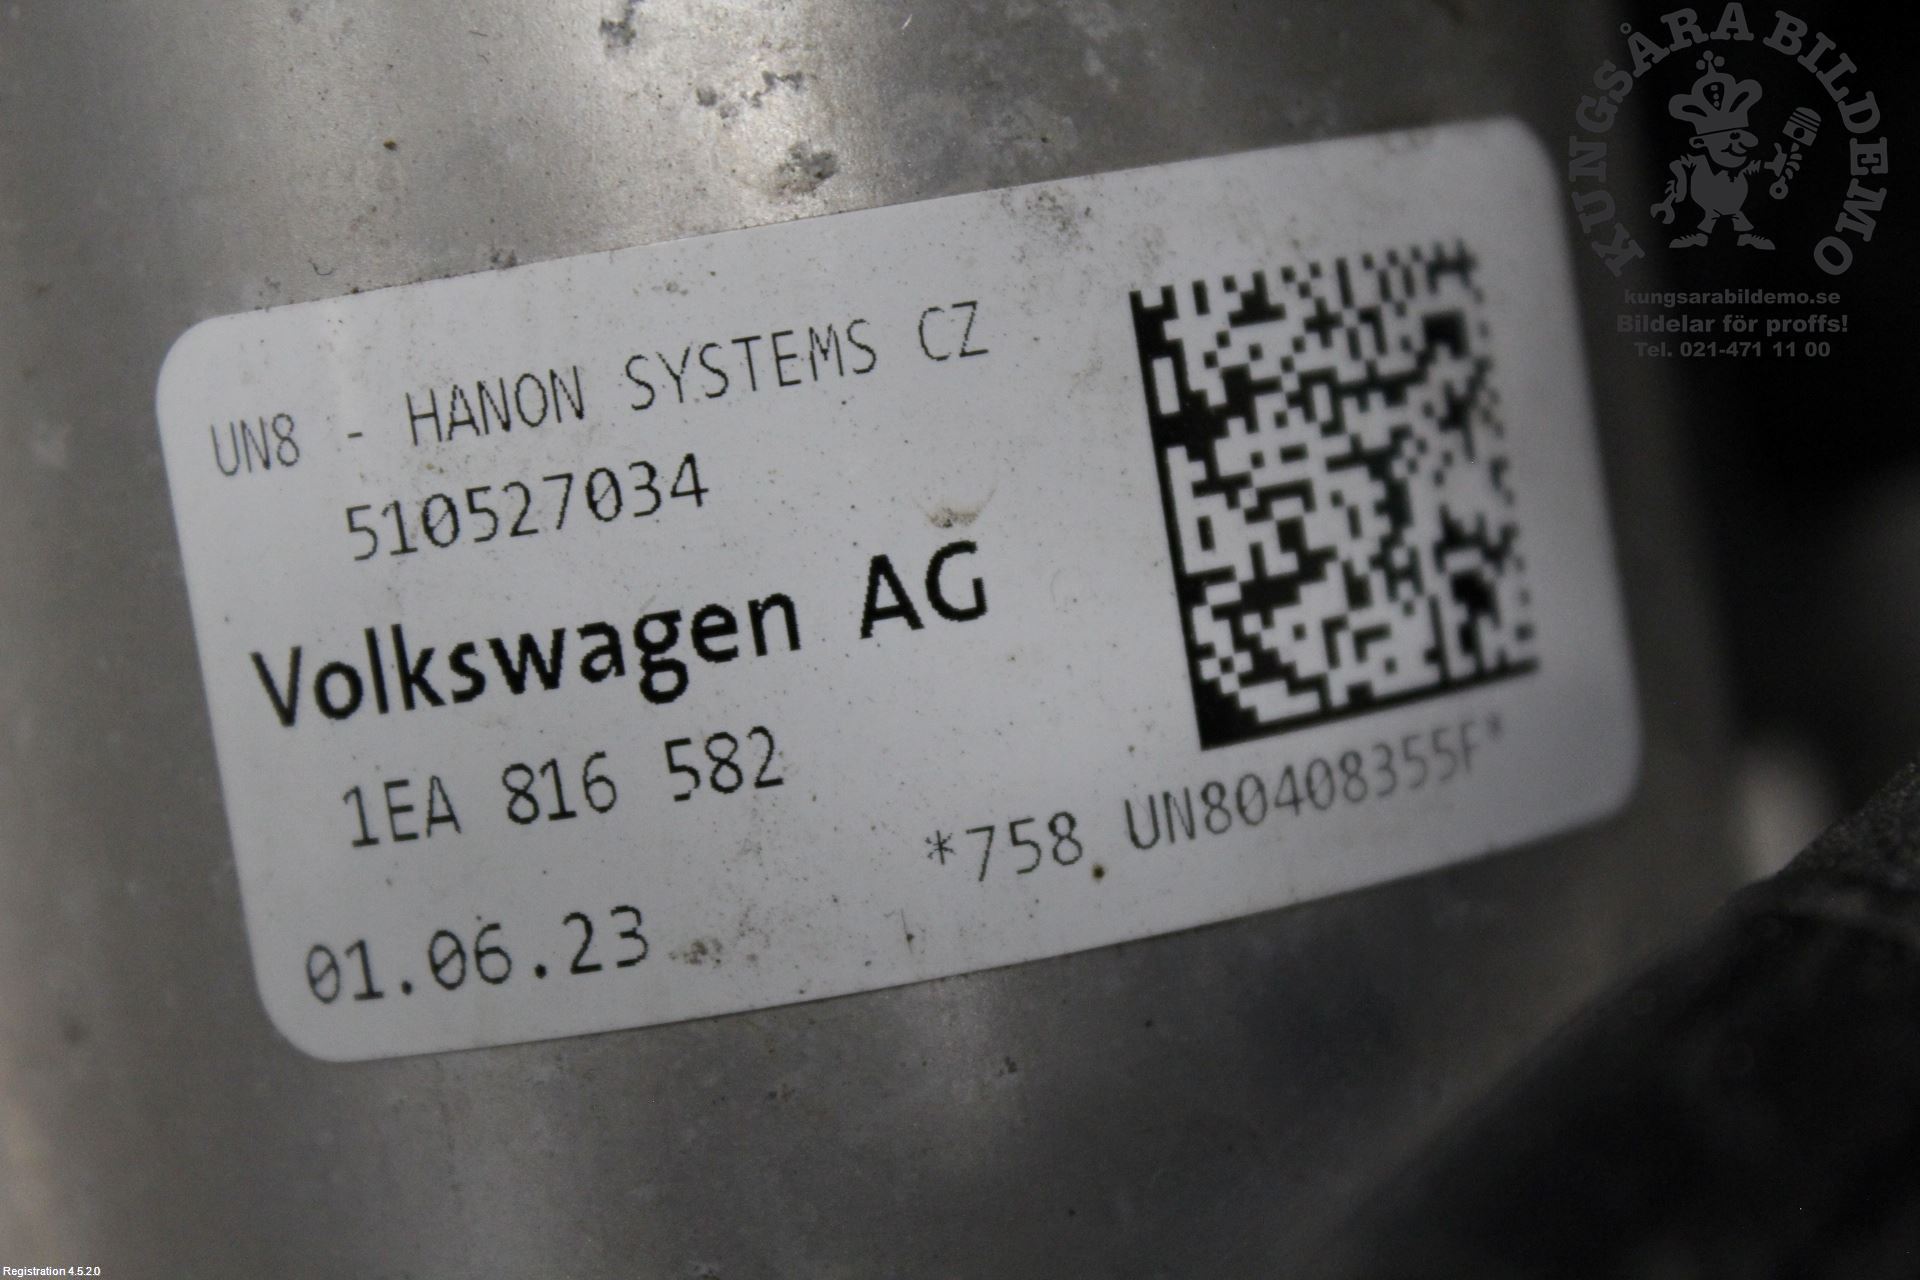 KUNGSÅRA BILDEMO
kungsarabildemo.se
Bildelar för proffs!
Tel. 021-471 11 00
UN8 - HANON SYSTEMS CZ
510527034
Volkswagen AG
1EA 816 582
*758 UN80408355F*
01.06.23
Registration 4.5.2.0